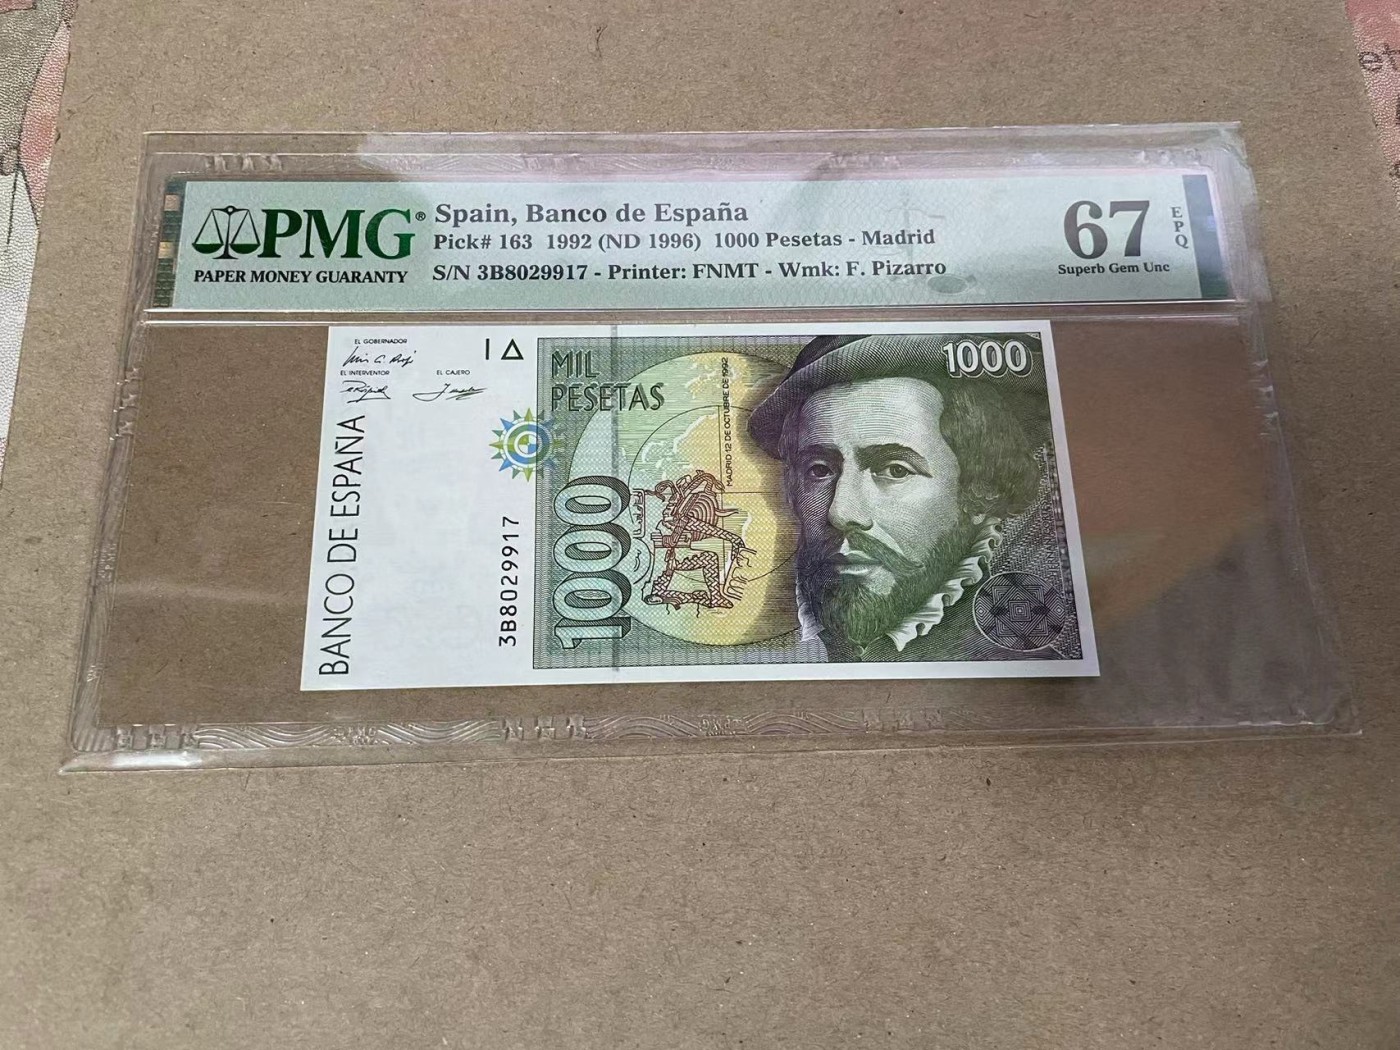 PMG®
PAPER MONEY GUARANTY
Spain, Banco de España
Pick# 163 1992 (ND 1996) 1000 Pesetas - Madrid
S/N 3B8029917 - Printer: FNMT - Wmk: F. Pizarro
67
EPQ
Superb Gem Unc
EL GOBERNADOR
EL INTERVENTOR
EL CAJERO
BANCO DE ESPAÑA
3B8029917
MIL
PESETAS
1000
MADRID 12 DE OCTUBRE DE 1992
1000
et